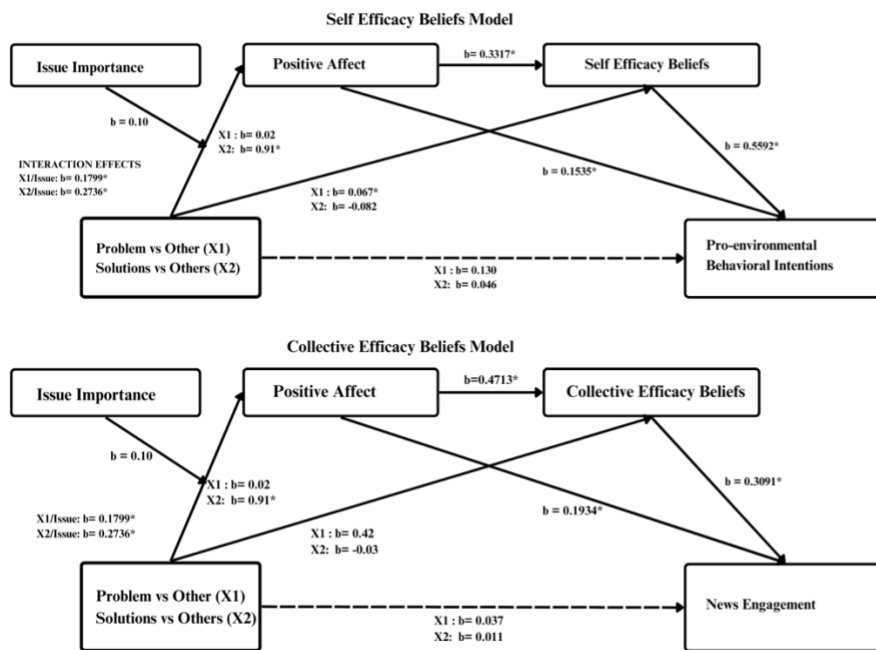 Self Efficacy Beliefs Model
Issue Importance
Positive Affect
b= 0.3317*
Self Efficacy Beliefs
b = 0.10
X1 : b= 0.02
X2: b= 0.91*
INTERACTION EFFECTS
X1/Issue: b= 0.1799*
X2/Issue: b= 0.2736*
b= 0.5592*
b = 0.1535*
X1 : b= 0.067*
X2: b= -0.082
Problem vs Other (X1)
Solutions vs Others (X2)
X1 : b= 0.130
X2: b= 0.046
Pro-environmental
Behavioral Intentions
Collective Efficacy Beliefs Model
Issue Importance
Positive Affect
b=0.4713*
Collective Efficacy Beliefs
b = 0.10
X1 : b= 0.02
X2: b= 0.91*
X1/Issue: b= 0.1799*
X2/Issue: b= 0.2736*
b = 0.3091*
b = 0.1934*
X1 : b= 0.42
X2: b= -0.03
Problem vs Other (X1)
Solutions vs Others (X2)
X1 : b= 0.037
X2: b= 0.011
News Engagement